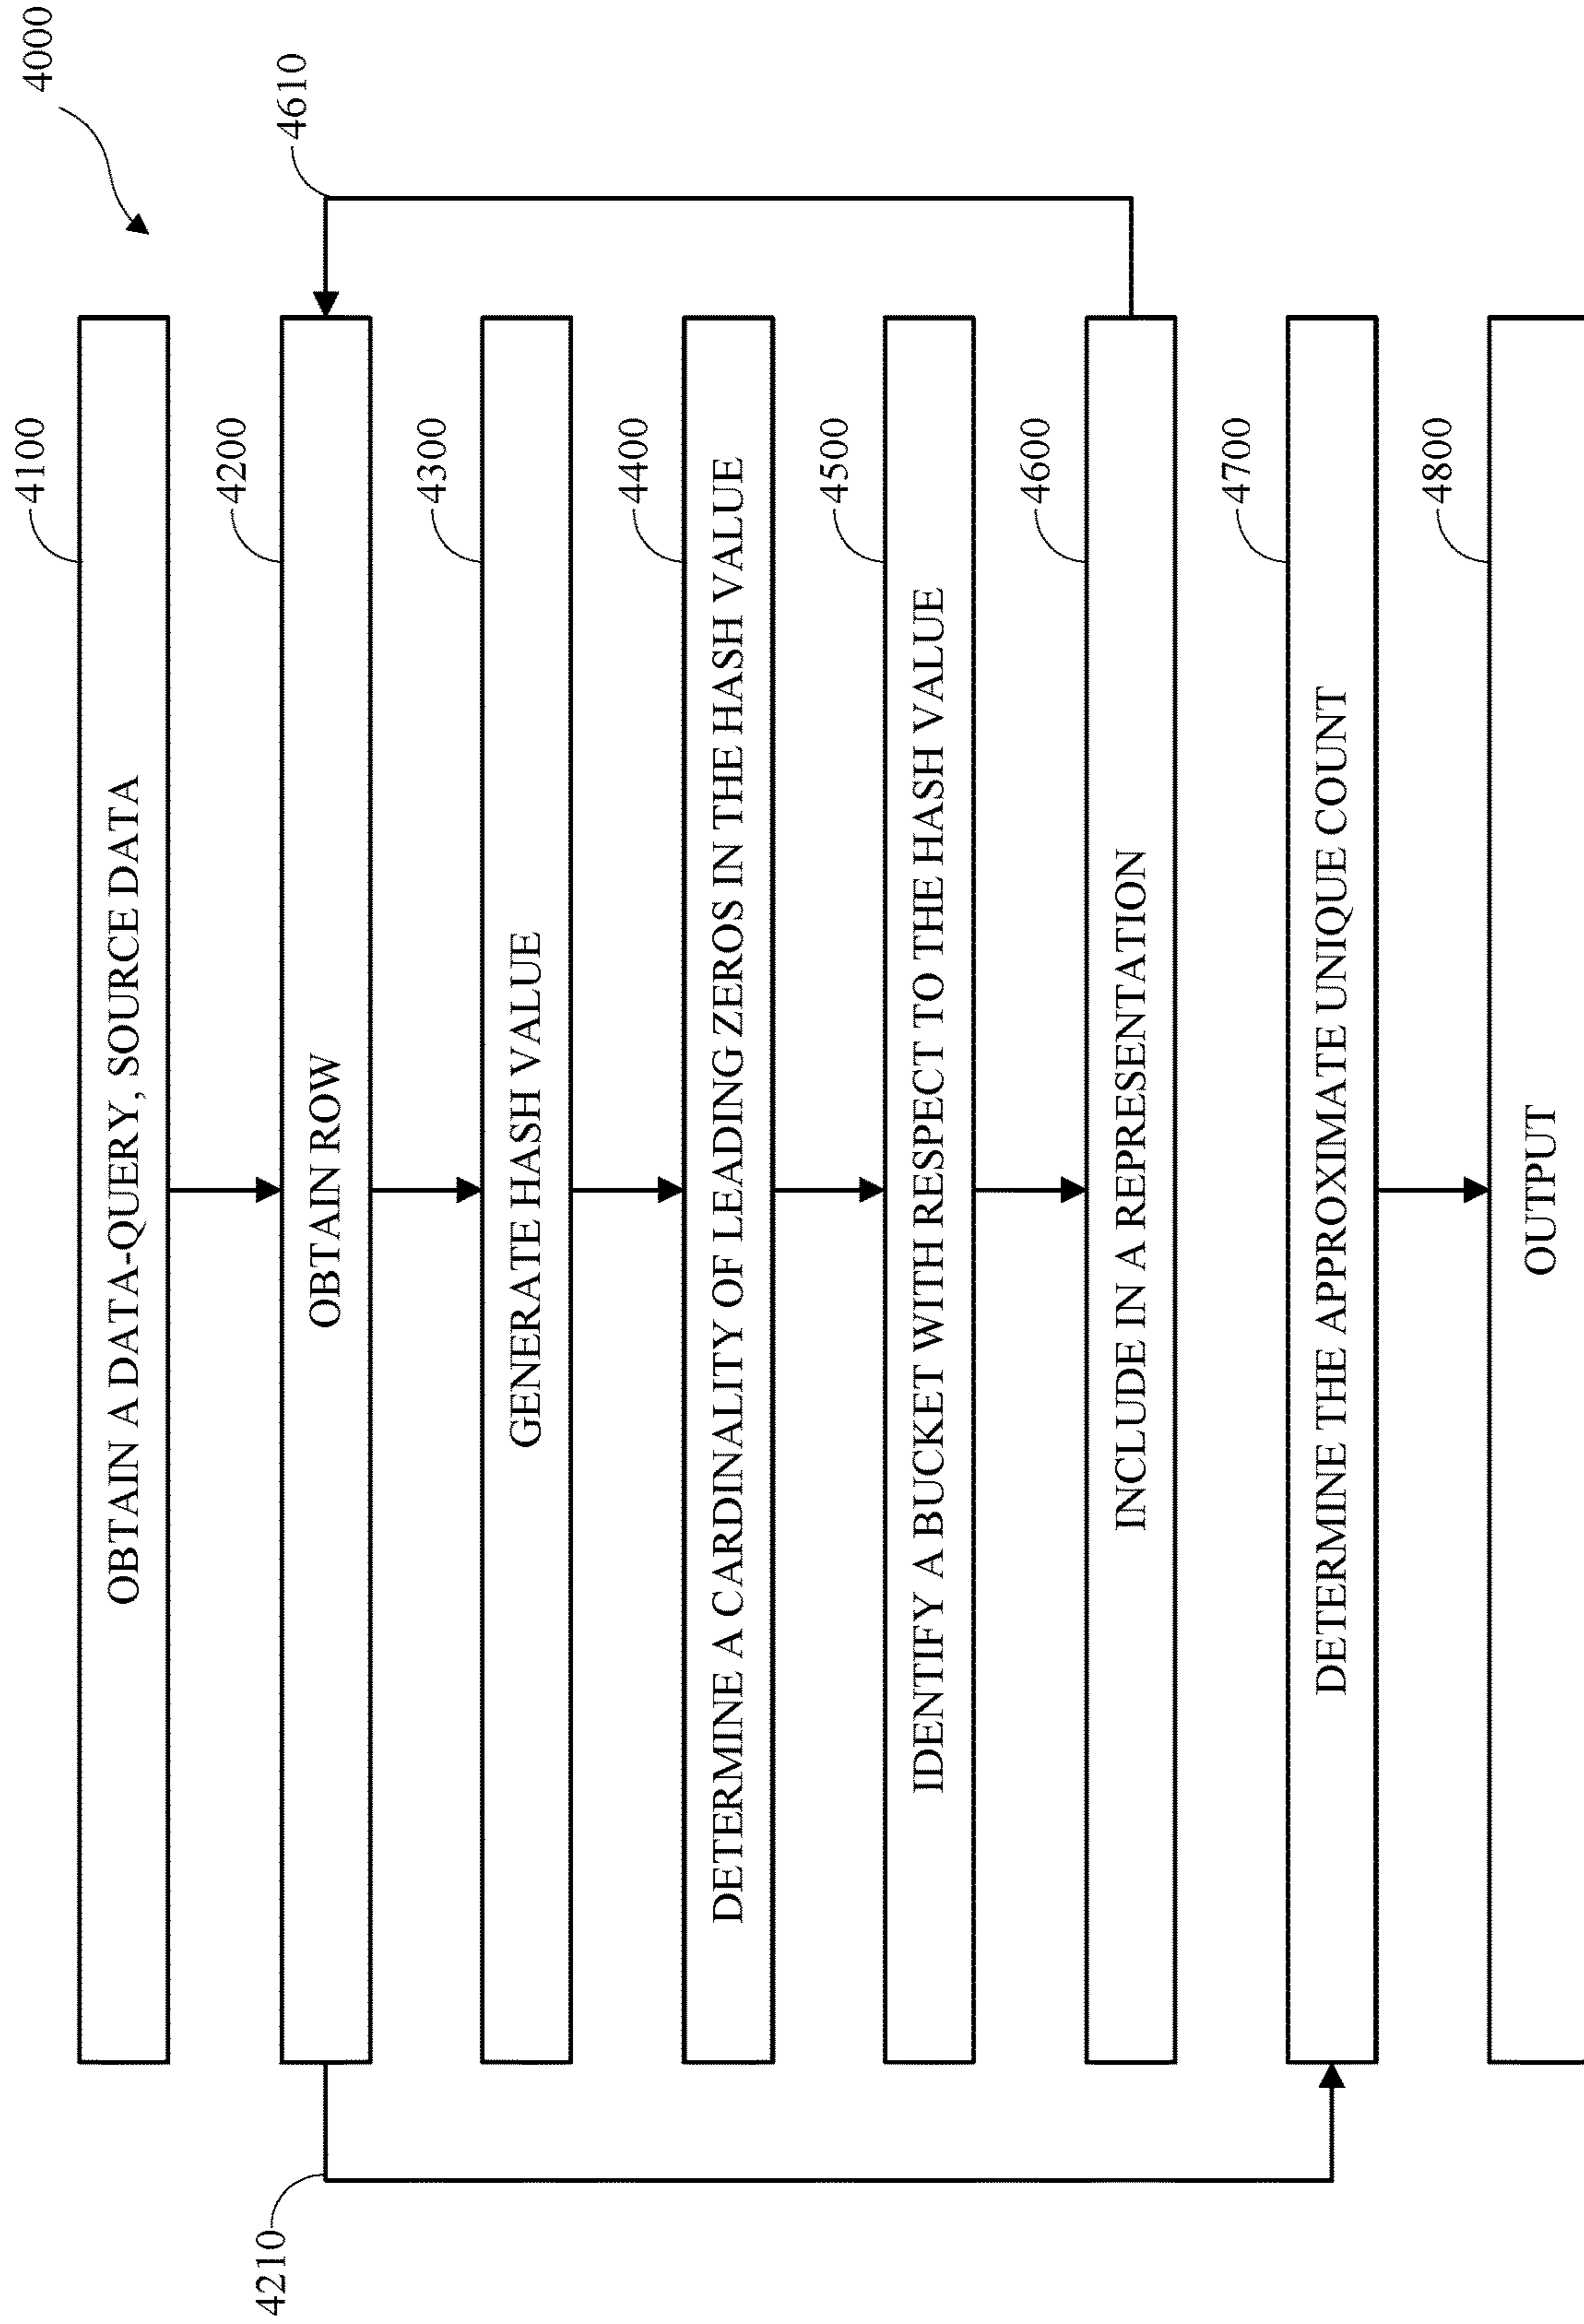 4000
4100
OBTAIN A DATA-QUERY, SOURCE DATA
4610
4200
OBTAIN ROW
4210
4300
GENERATE HASH VALUE
4400
DETERMINE A CARDINALITY OF LEADING ZEROS IN THE HASH VALUE
4500
IDENTIFY A BUCKET WITH RESPECT TO THE HASH VALUE
4600
INCLUDE IN A REPRESENTATION
4700
DETERMINE THE APPROXIMATE UNIQUE COUNT
4800
OUTPUT